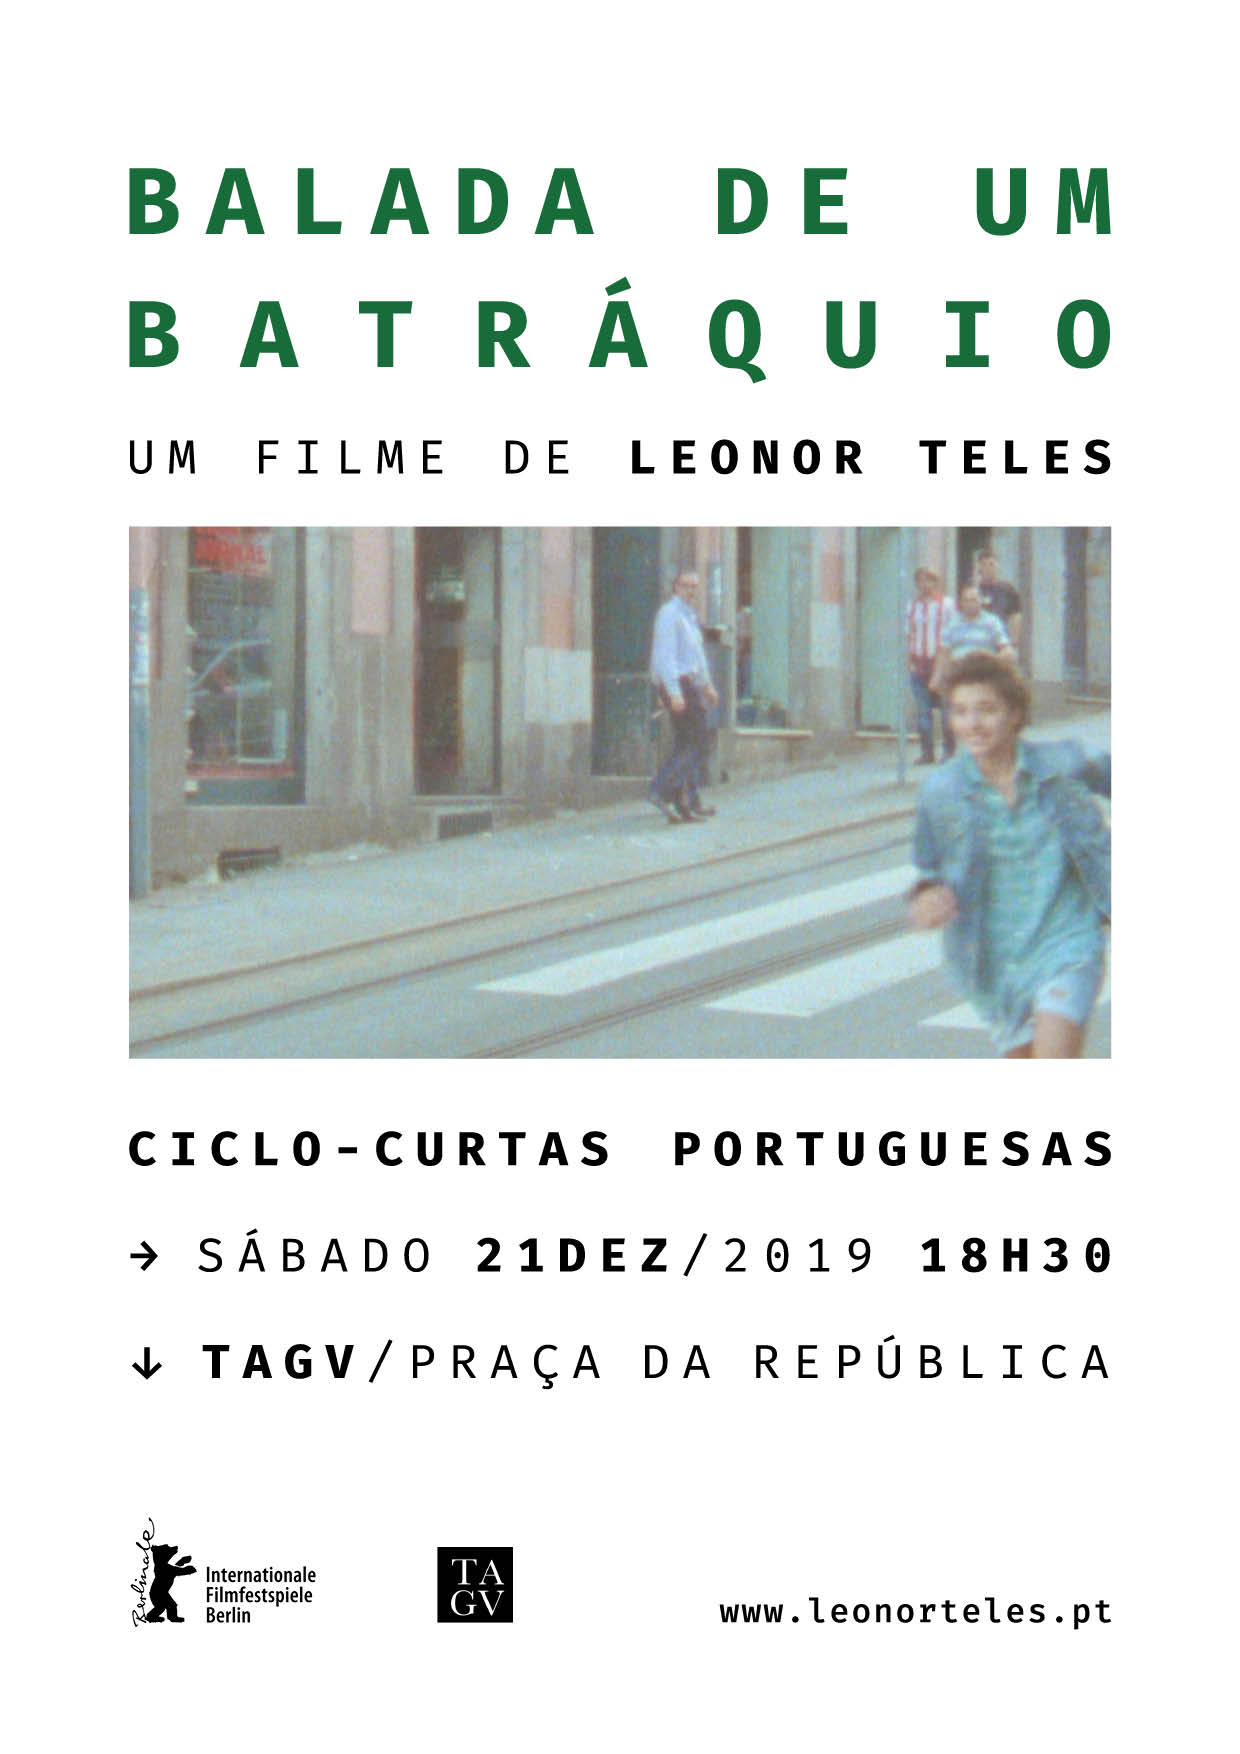 BALADA DE UM
BATRÁQUIO
UM FILME DE LEONOR TELES
CICLO-CURTAS PORTUGUESAS
→ SÁBADO 21DEZ/2019 18H30
↓ TAGV/PRAÇA DA REPÚBLICA
Berlinale
Internationale
Filmfestspiele
Berlin
TA
GV
www.leonorteles.pt